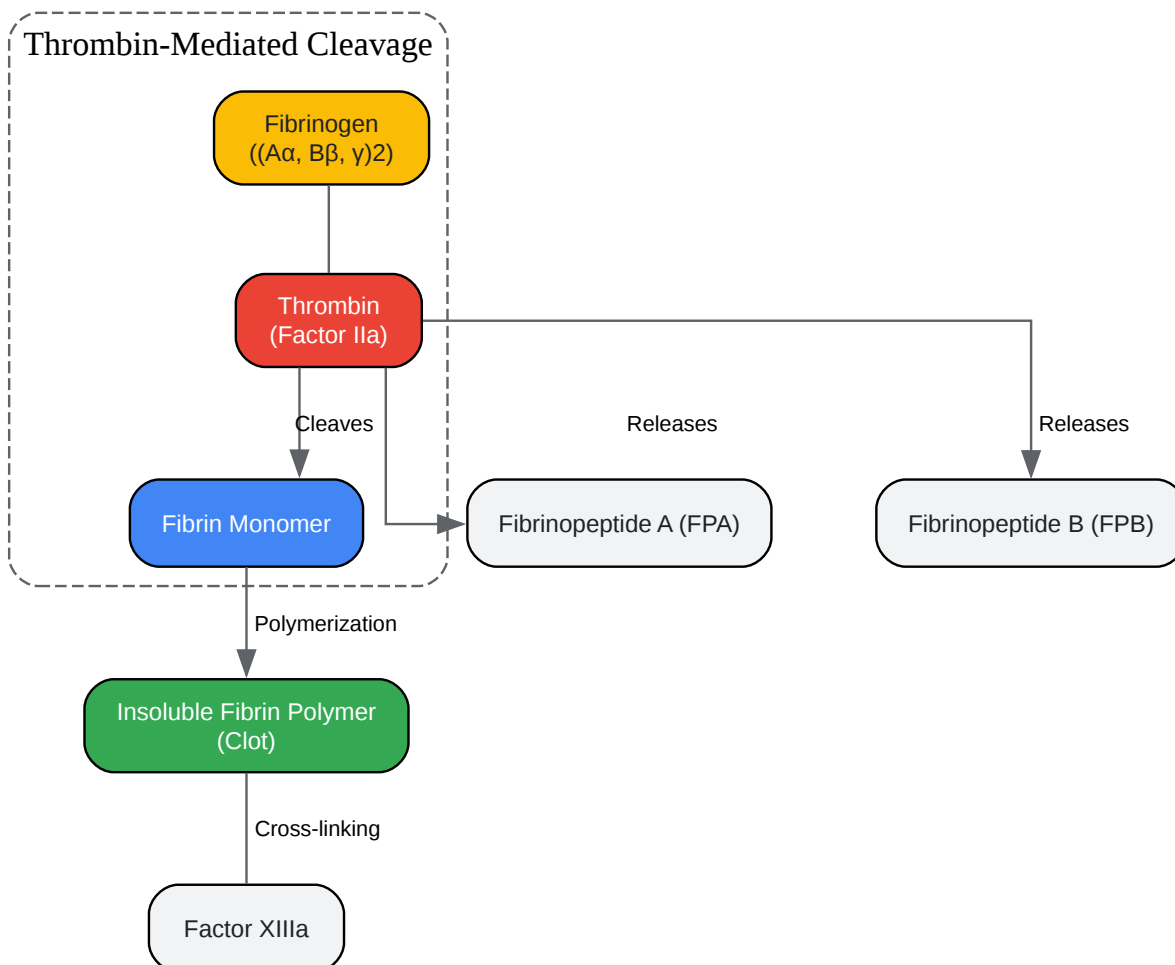 Thrombin-Mediated Cleavage
Fibrinogen
((Aα, Bβ, γ)2)
Thrombin
(Factor IIa)
Cleaves
Releases
Releases
Fibrin Monomer
Fibrinopeptide A (FPA)
Fibrinopeptide B (FPB)
Polymerization
Insoluble Fibrin Polymer
(Clot)
Cross-linking
Factor XIIIa